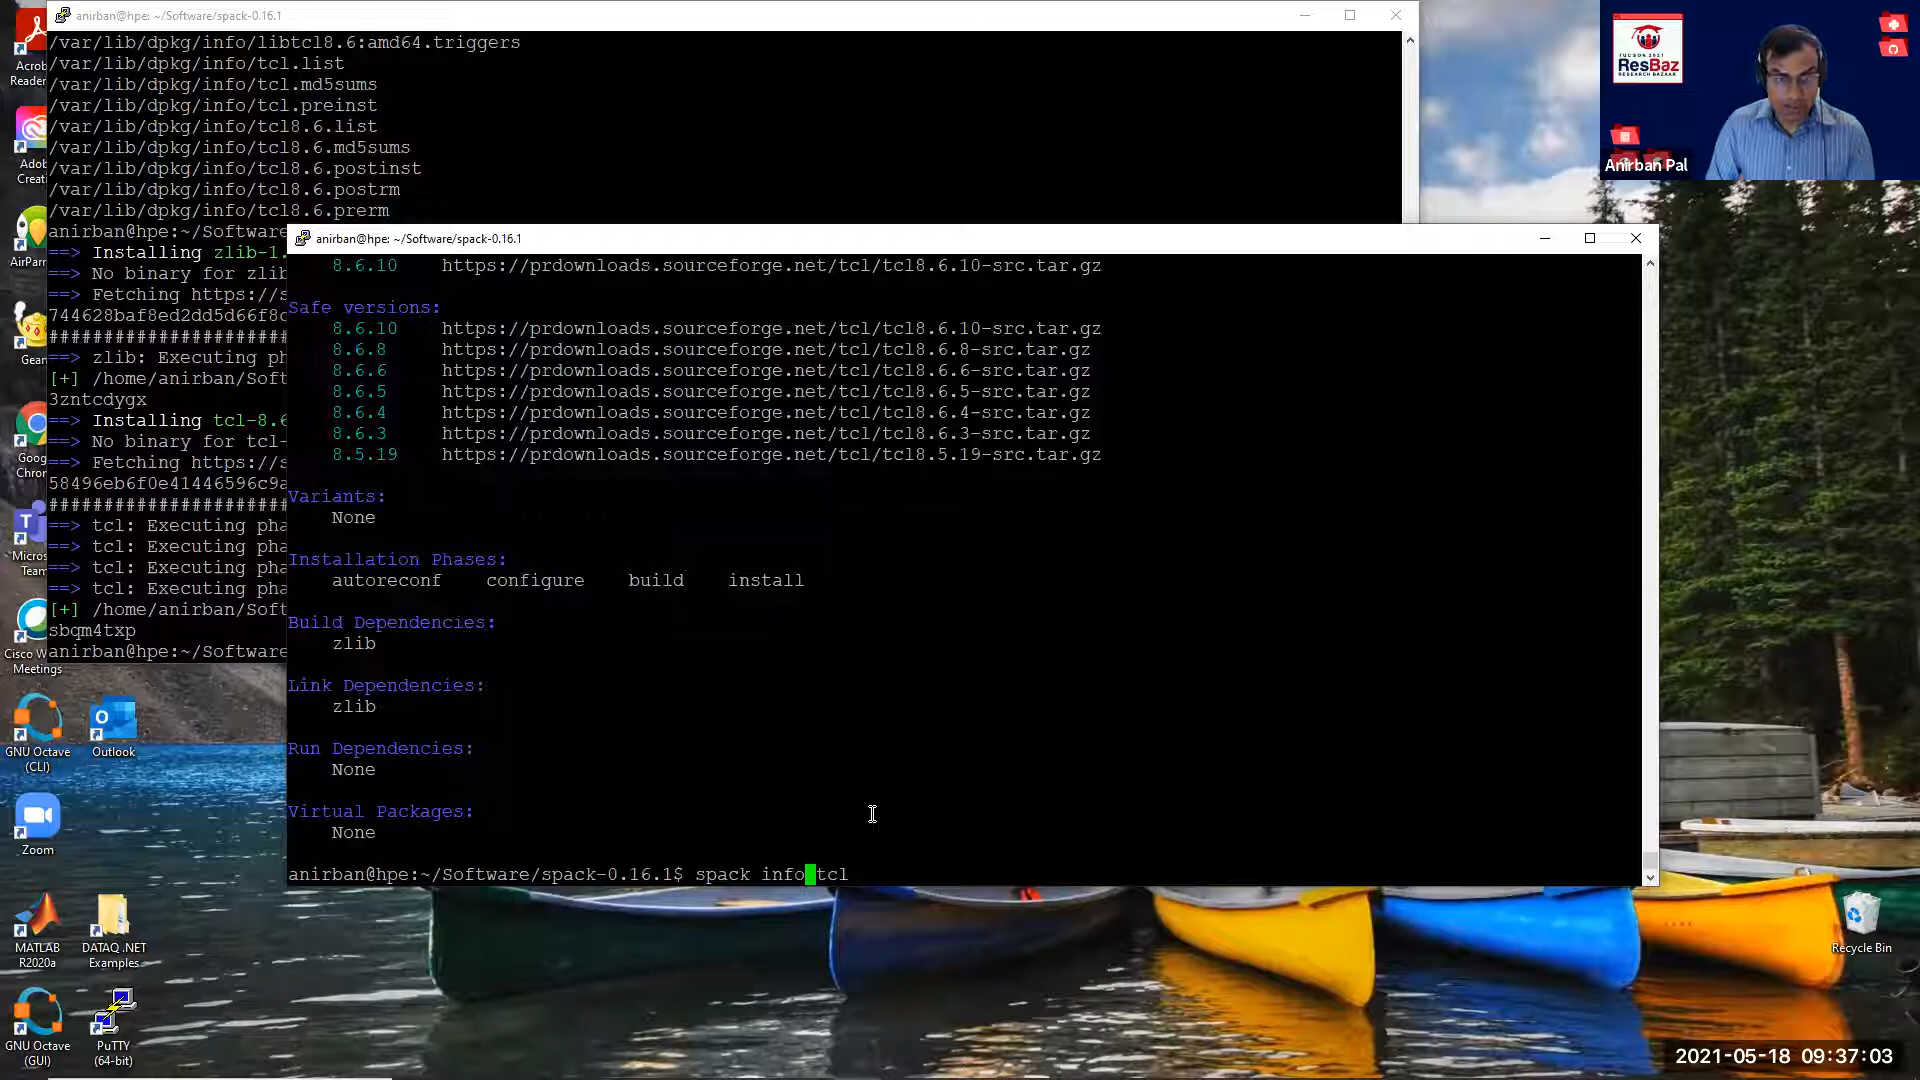 anirban@hpe: ~/Software/spack-0.16.1
/var/lib/dpkg/info/libtcl8.6:amd64.triggers
/var/lib/dpkg/info/tcl.list
/var/lib/dpkg/info/tcl.md5sums
/var/lib/dpkg/info/tcl.preinst
/var/lib/dpkg/info/tcl8.6.list
/var/lib/dpkg/info/tcl8.6.md5sums
/var/lib/dpkg/info/tcl8.6.postinst
/var/lib/dpkg/info/tcl8.6.postrm
/var/lib/dpkg/info/tcl8.6.prerm
anirban@hpe:~/Software
==> Installing zlib-1.
==> No binary for zlib
==> Fetching https://s
744628baf8ed2dd5d66f8c
######################
==> zlib: Executing pha
[+] /home/anirban/Soft
3zntcdygx
==> Installing tcl-8.6
==> No binary for tcl-
==> Fetching https://s
58496eb6f0e41446596c9a
######################
==> tcl: Executing pha
==> tcl: Executing pha
==> tcl: Executing pha
==> tcl: Executing pha
[+] /home/anirban/Soft
sbqm4txp
anirban@hpe:~/Software
anirban@hpe: ~/Software/spack-0.16.1
8.6.10 https://prdownloads.sourceforge.net/tcl/tcl8.6.10-src.tar.gz
Safe versions:
8.6.10 https://prdownloads.sourceforge.net/tcl/tcl8.6.10-src.tar.gz
8.6.8 https://prdownloads.sourceforge.net/tcl/tcl8.6.8-src.tar.gz
8.6.6 https://prdownloads.sourceforge.net/tcl/tcl8.6.6-src.tar.gz
8.6.5 https://prdownloads.sourceforge.net/tcl/tcl8.6.5-src.tar.gz
8.6.4 https://prdownloads.sourceforge.net/tcl/tcl8.6.4-src.tar.gz
8.6.3 https://prdownloads.sourceforge.net/tcl/tcl8.6.3-src.tar.gz
8.5.19 https://prdownloads.sourceforge.net/tcl/tcl8.5.19-src.tar.gz
Variants:
None
Installation Phases:
autoreconf configure build install
Build Dependencies:
zlib
Link Dependencies:
zlib
Run Dependencies:
None
Virtual Packages:
None
anirban@hpe:~/Software/spack-0.16.1$ spack info tcl
TUCSON 2021
ResBaz
RESEARCH BAZAAR
Anirban Pal
Acrob
Reader
Adob
Creati
AirParr
Gean
Goog
Chron
Micros
Team
Cisco W
Meetings
GNU Octave
(CLI)
Outlook
Zoom
MATLAB
R2020a
DATAQ .NET
Examples
GNU Octave
(GUI)
PuTTY
(64-bit)
Recycle Bin
2021-05-18 09:37:03